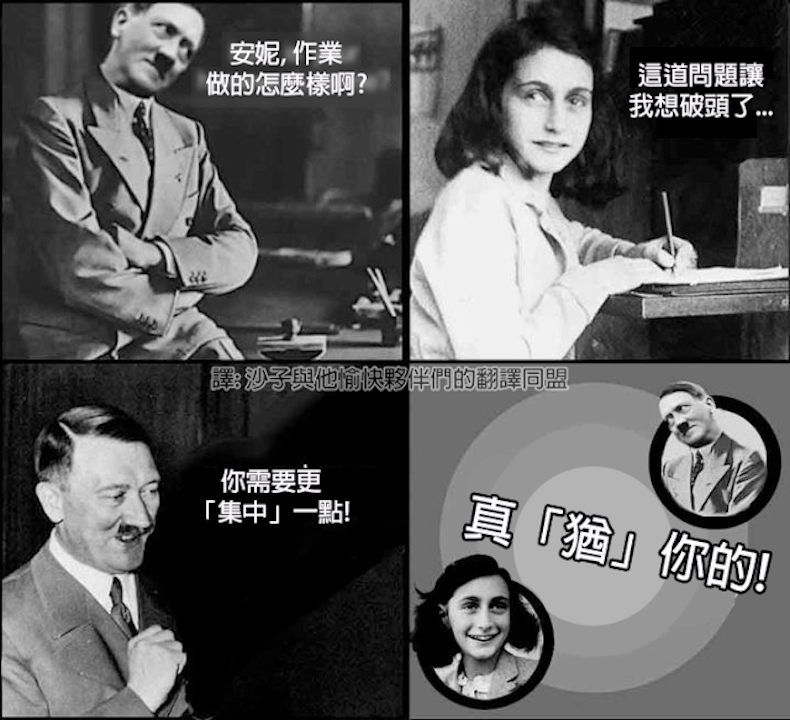 安妮, 作業
做的怎麼樣啊?
這道問題讓
我想破頭了...
譯: 沙子與他愉快夥伴們的翻譯同盟
你需要更
「集中」一點!
真「猶」你的!